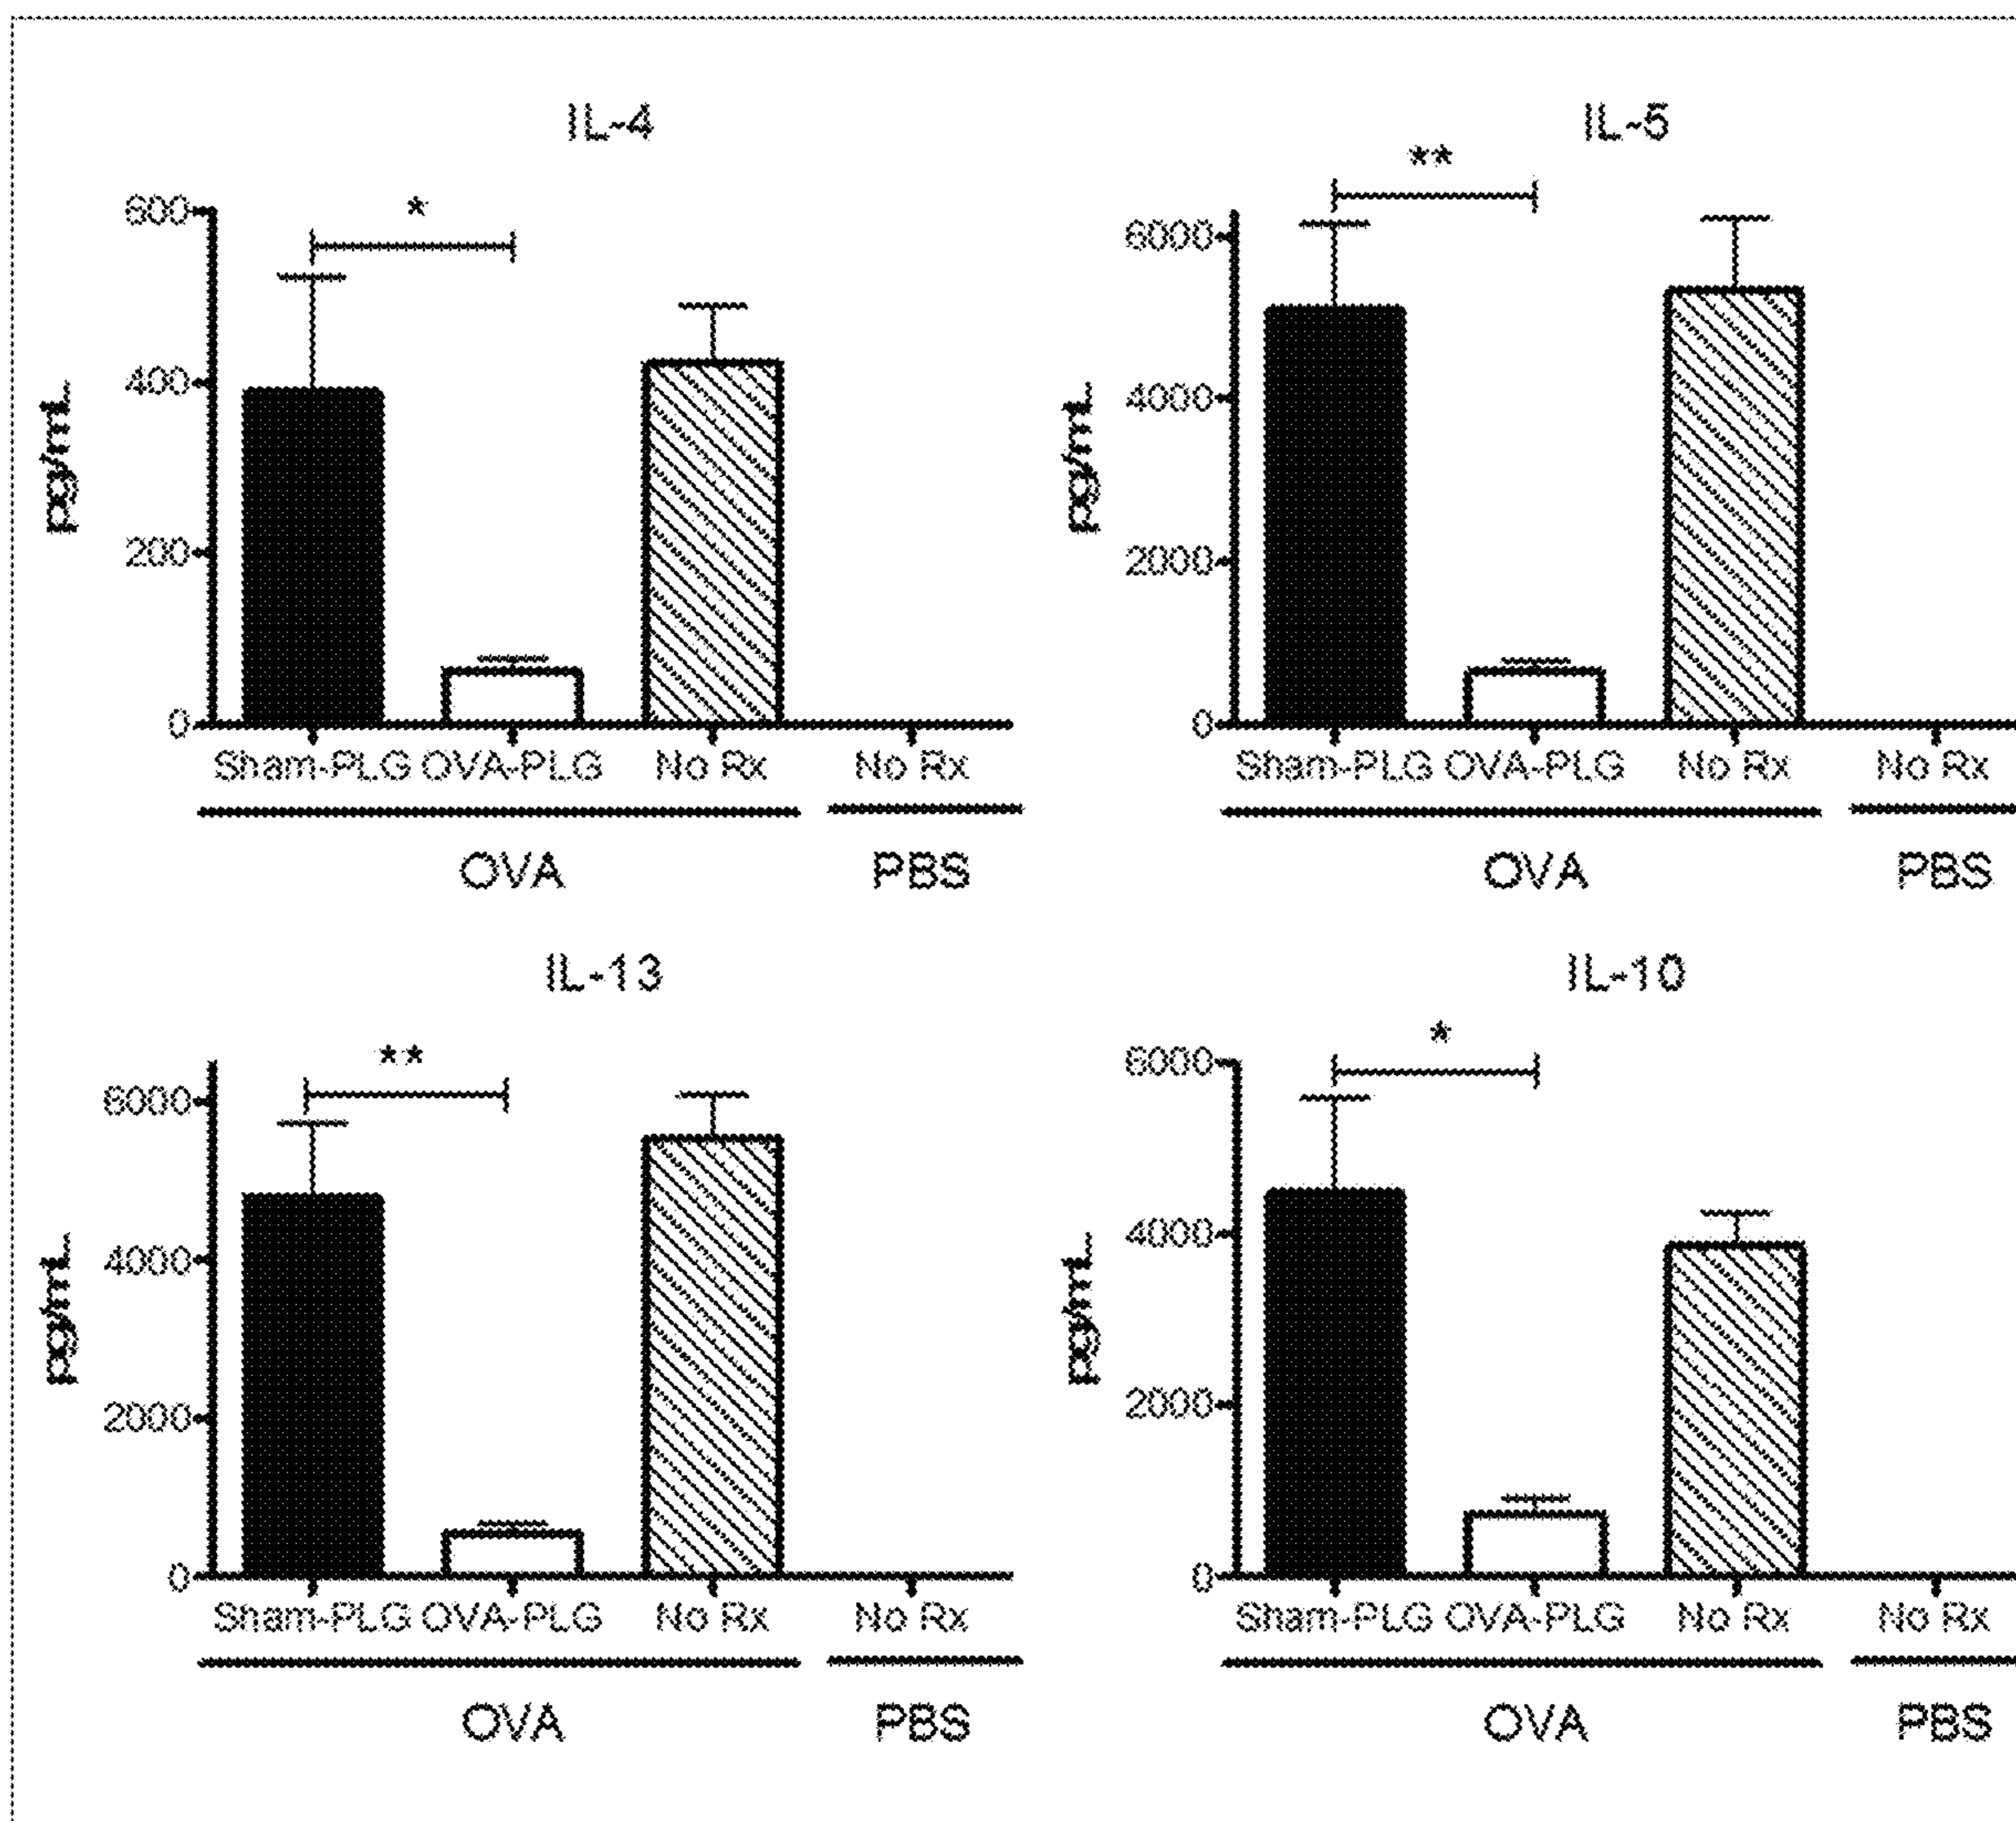 IL-4
*
600
400
200
0
pg/mL
Sham-PLG OVA-PLG No Rx No Rx
OVA PBS
IL-5
**
6000
4000
2000
0
pg/mL
Sham-PLG OVA-PLG No Rx No Rx
OVA PBS
IL-13
**
6000
4000
2000
0
pg/mL
Sham-PLG OVA-PLG No Rx No Rx
OVA PBS
IL-10
*
6000
4000
2000
0
pg/mL
Sham-PLG OVA-PLG No Rx No Rx
OVA PBS